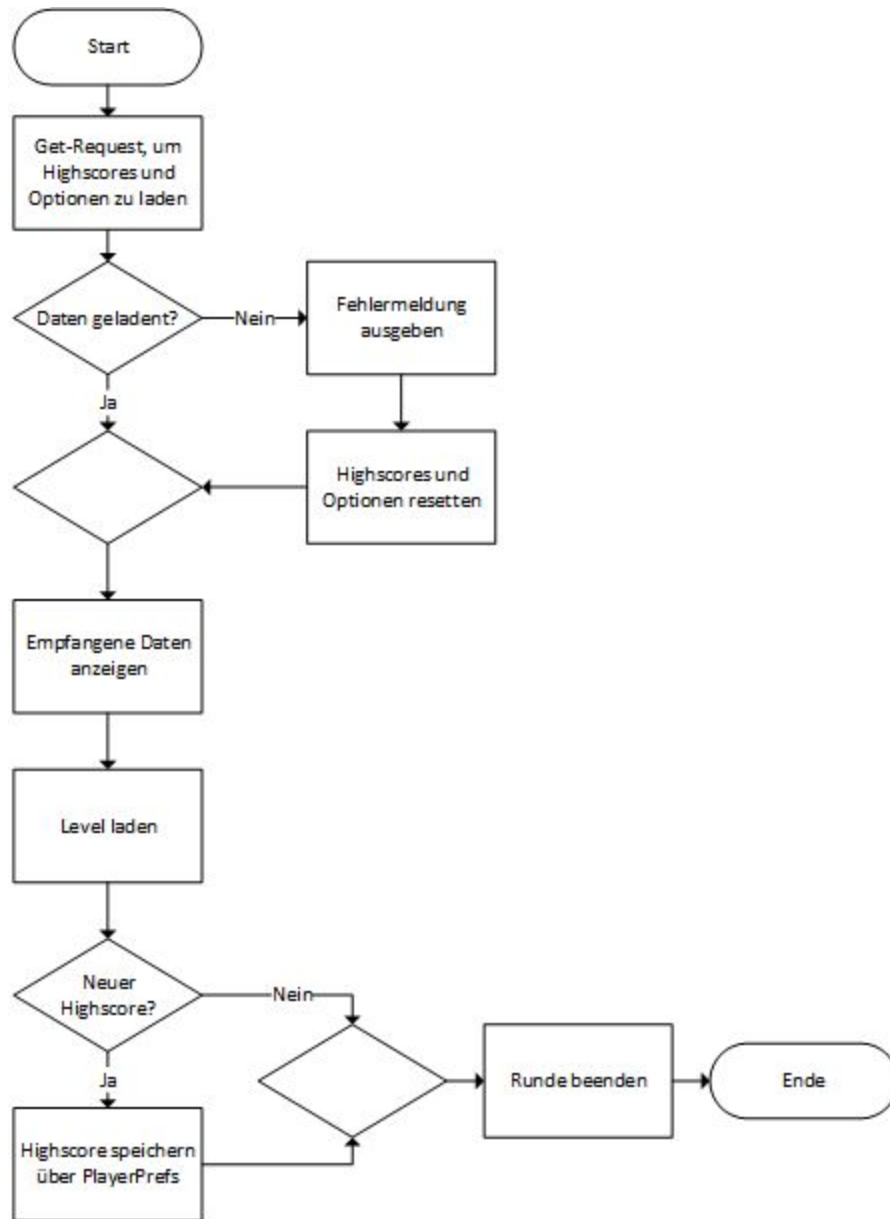 Start
Get-Request, um
Highscores und
Optionen zu laden
Daten geladent?
Nein
Fehlermeldung
ausgeben
Ja
Highscores und
Optionen resetten
Empfangene Daten
anzeigen
Level laden
Neuer
Highscore?
Nein
Ja
Runde beenden
Ende
Highscore speichern
über PlayerPrefs